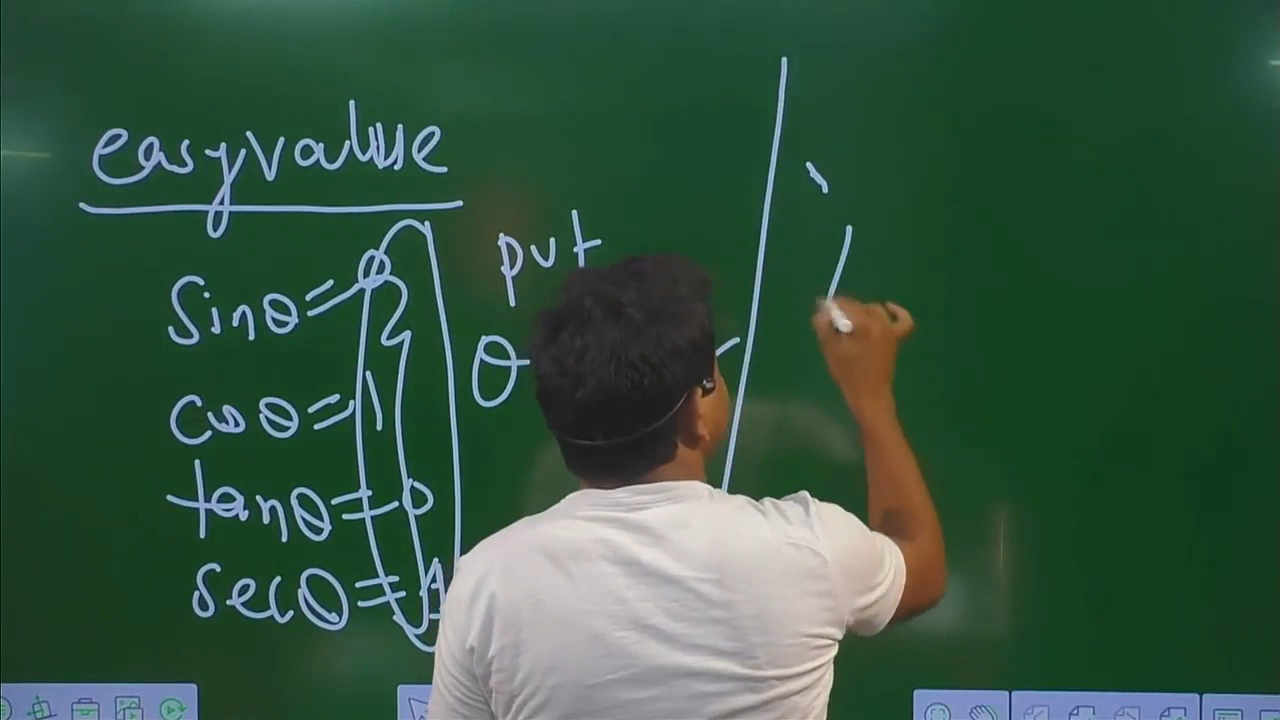 easyvalue
sinθ=0
cosθ=1
tanθ=0
secθ=1
put
θ